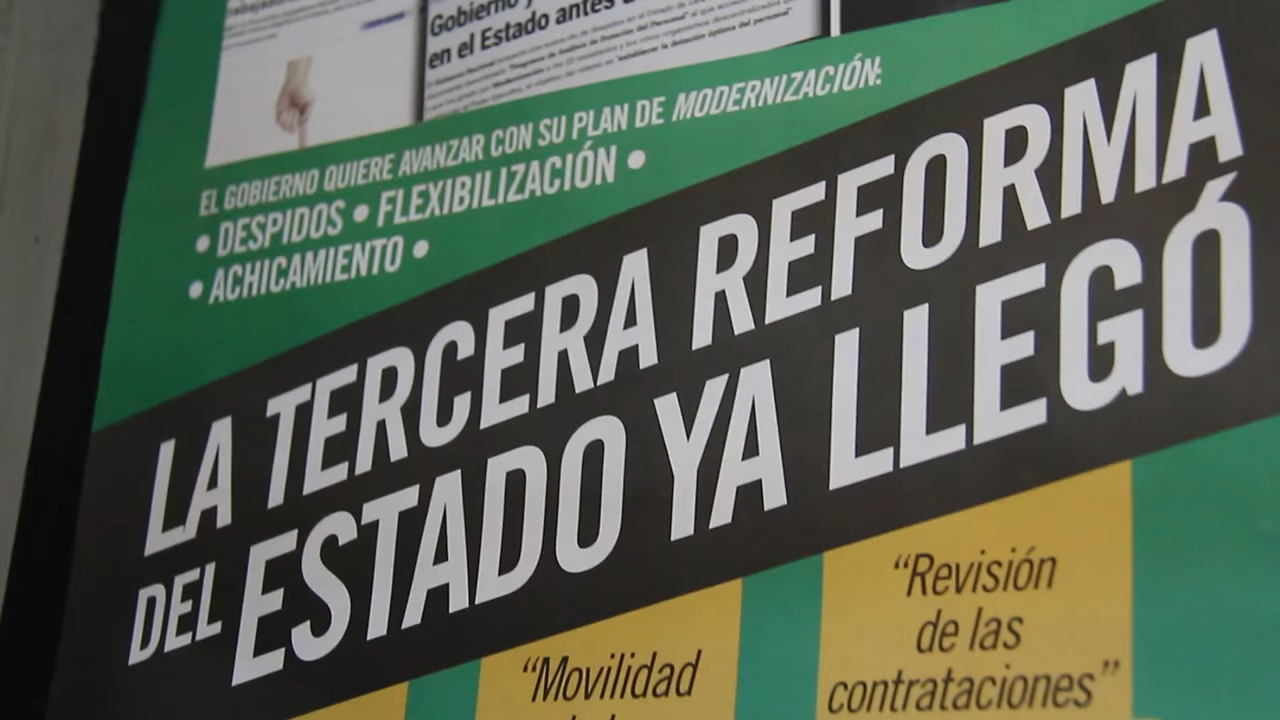 Gobierno y
en el Estado antes d
EL GOBIERNO QUIERE AVANZAR CON SU PLAN DE MODERNIZACIÓN:
• DESPIDOS • FLEXIBILIZACIÓN •
• ACHICAMIENTO •
LA TERCERA REFORMA
DEL ESTADO YA LLEGÓ
“Revisión
de las
contrataciones”
“Movilidad